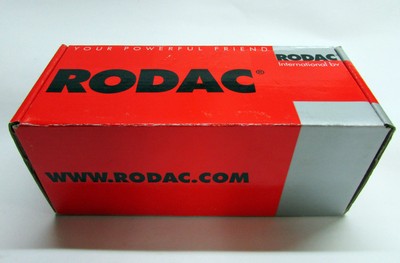 YOUR POWERFUL FRIEND
RODAC
International bv
RODAC®
WWW.RODAC.COM